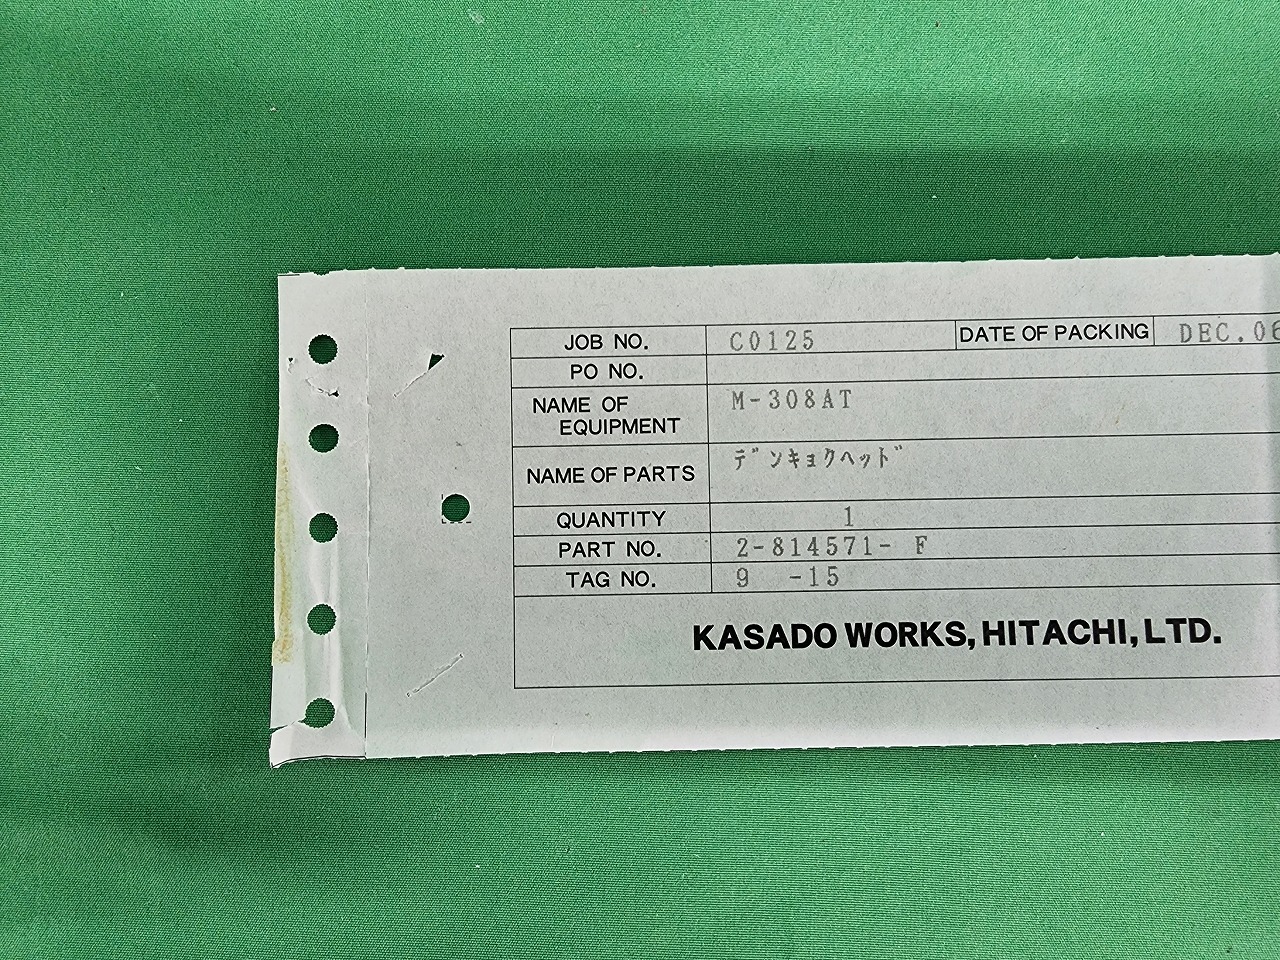 JOB NO. C0125 DATE OF PACKING DEC.06
PO NO.
NAME OF EQUIPMENT M-308AT
NAME OF PARTS ﾃﾞﾝｷｮｸﾍｯﾄﾞ
QUANTITY 1
PART NO. 2-814571- F
TAG NO. 9 -15
KASADO WORKS, HITACHI, LTD.